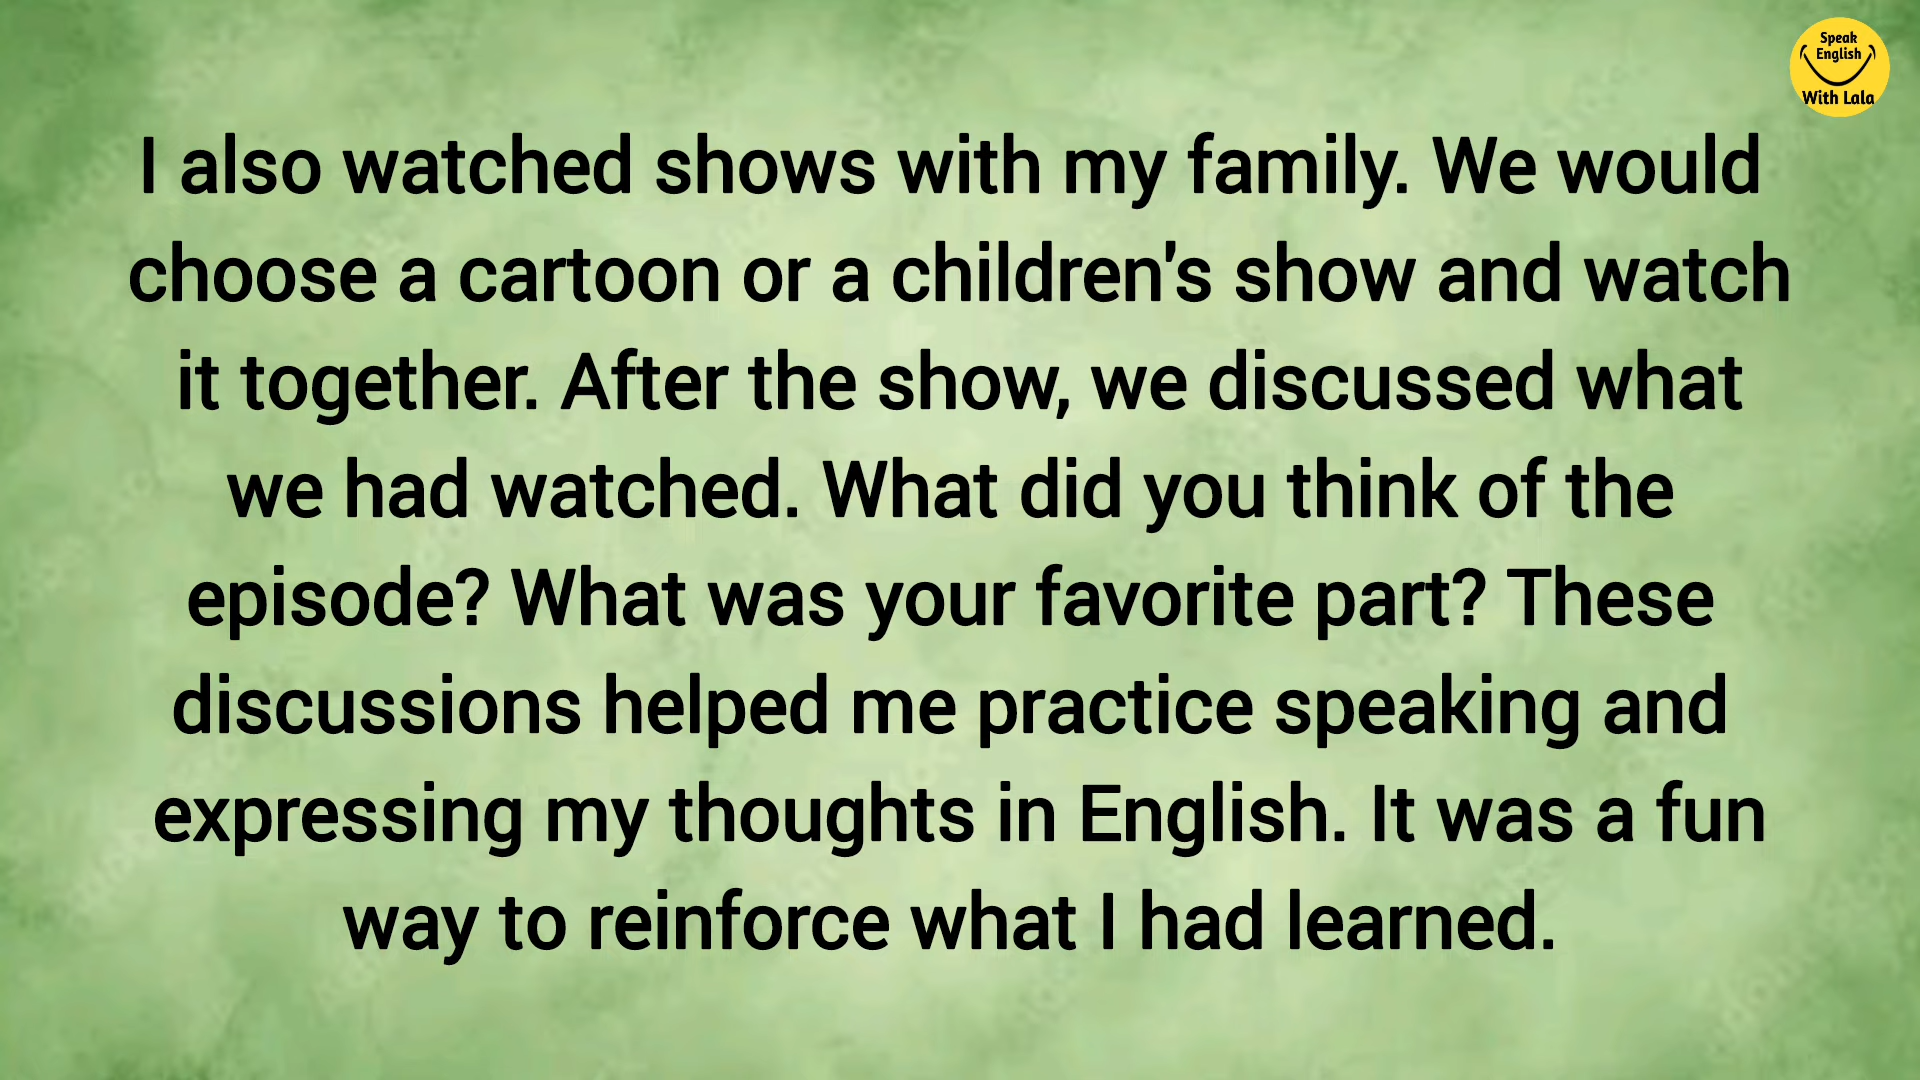 Speak
English
With Lala
I also watched shows with my family. We would
choose a cartoon or a children's show and watch
it together. After the show, we discussed what
we had watched. What did you think of the
episode? What was your favorite part? These
discussions helped me practice speaking and
expressing my thoughts in English. It was a fun
way to reinforce what I had learned.